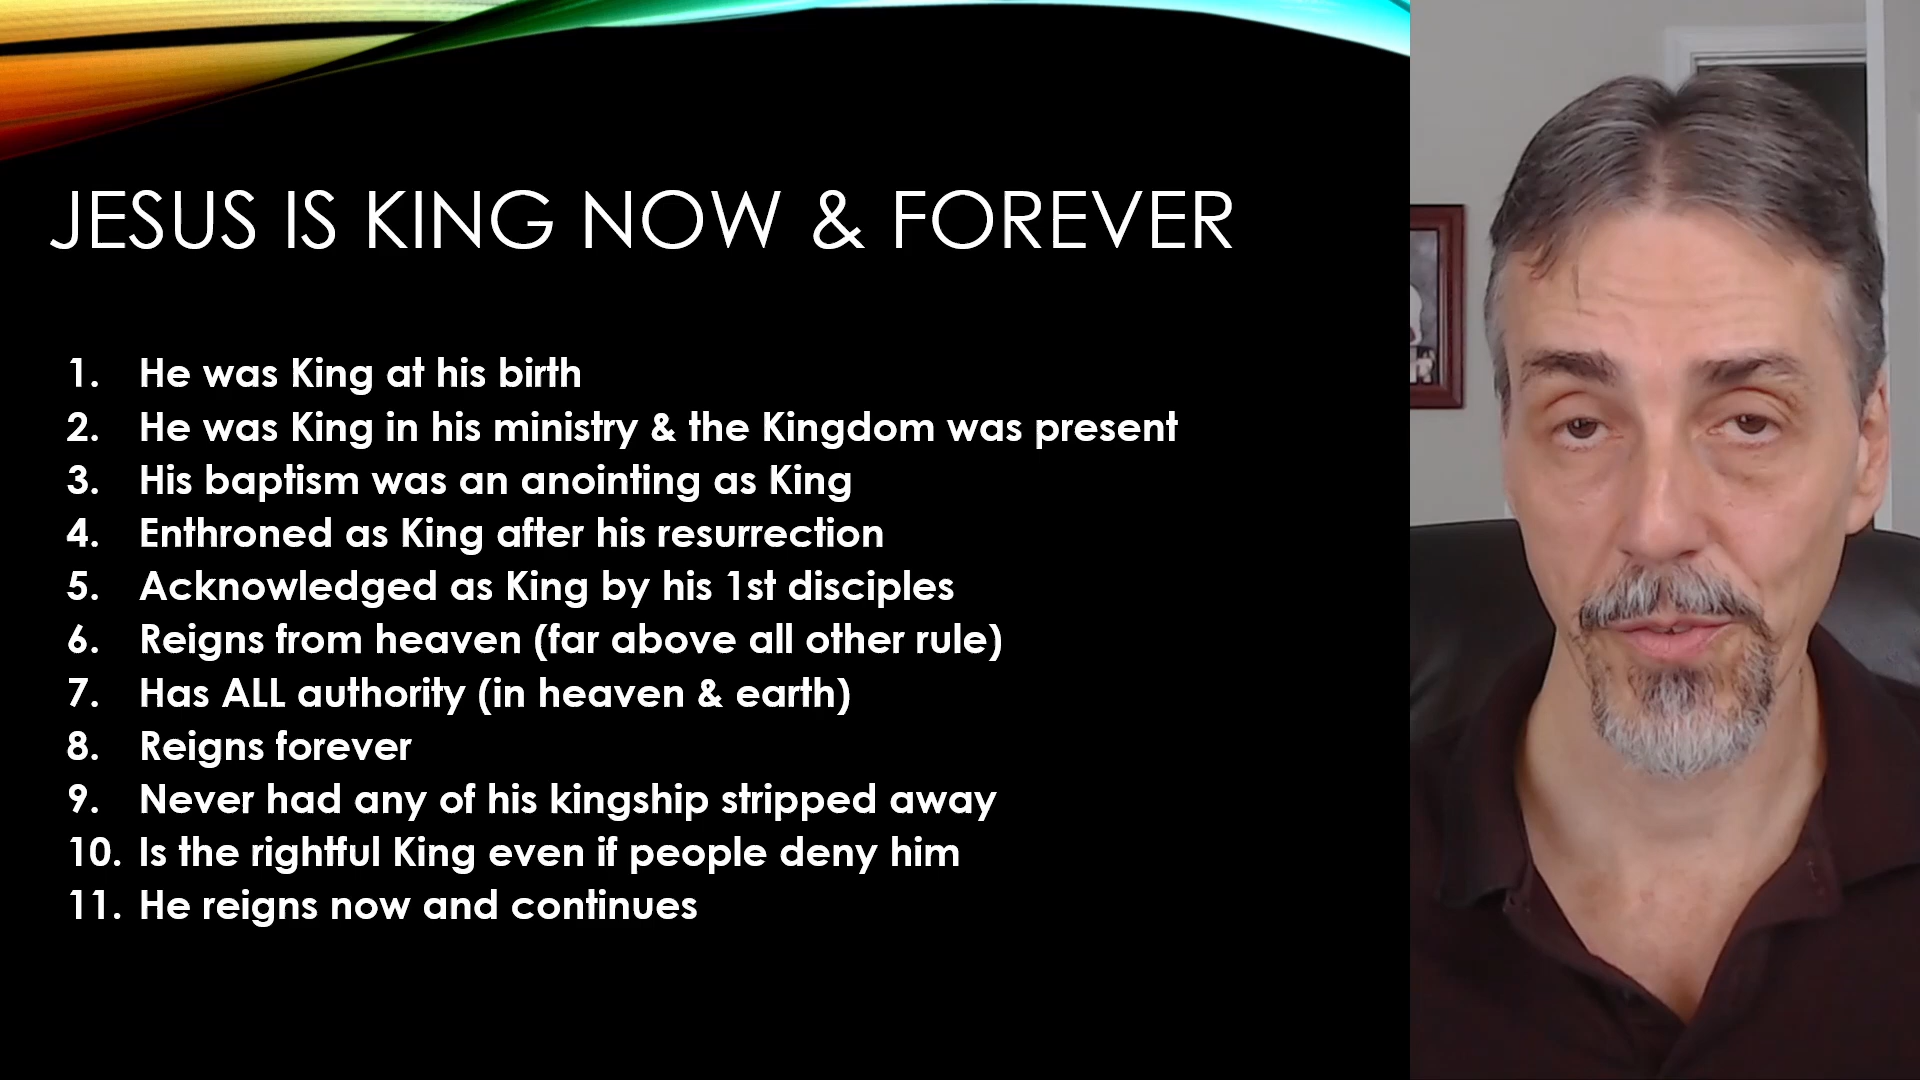 JESUS IS KING NOW & FOREVER
1. He was King at his birth
2. He was King in his ministry & the Kingdom was present
3. His baptism was an anointing as King
4. Enthroned as King after his resurrection
5. Acknowledged as King by his 1st disciples
6. Reigns from heaven (far above all other rule)
7. Has ALL authority (in heaven & earth)
8. Reigns forever
9. Never had any of his kingship stripped away
10. Is the rightful King even if people deny him
11. He reigns now and continues